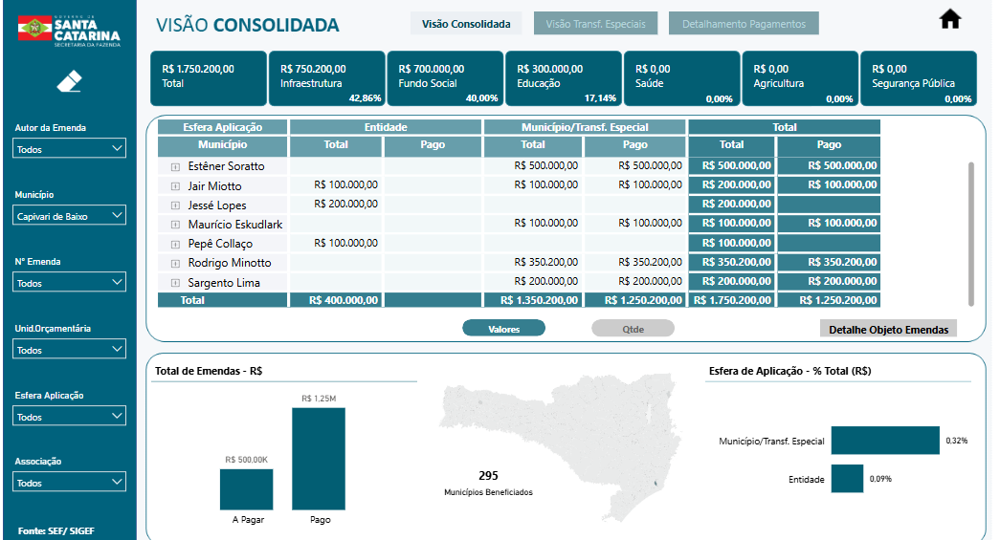 GOVERNO DE
SANTA
CATARINA
SECRETARIA DA FAZENDA
VISÃO CONSOLIDADA
Visão Consolidada
Visão Transf. Especiais
Detalhamento Pagamentos
R$ 1.750.200,00
Total
R$ 750.200,00
Infraestrutura
42,86%
R$ 700.000,00
Fundo Social
40,00%
R$ 300.000,00
Educação
17,14%
R$ 0,00
Saúde
0,00%
R$ 0,00
Agricultura
0,00%
R$ 0,00
Segurança Pública
0,00%
Autor da Emenda
Todos
Município
Capivari de Baixo
Nº Emenda
Todos
Unid.Orçamentária
Todos
Esfera Aplicação
Todos
Associação
Todos
Fonte: SEF/ SIGEF
Esfera Aplicação Entidade Município/Transf. Especial Total
Município Total Pago Total Pago Total Pago
Estêner Soratto R$ 500.000,00 R$ 500.000,00 R$ 500.000,00 R$ 500.000,00
Jair Miotto R$ 100.000,00 R$ 100.000,00 R$ 100.000,00 R$ 200.000,00 R$ 100.000,00
Jessé Lopes R$ 200.000,00 R$ 200.000,00
Maurício Eskudlark R$ 100.000,00 R$ 100.000,00 R$ 100.000,00 R$ 100.000,00
Pepê Collaço R$ 100.000,00 R$ 100.000,00
Rodrigo Minotto R$ 350.200,00 R$ 350.200,00 R$ 350.200,00 R$ 350.200,00
Sargento Lima R$ 200.000,00 R$ 200.000,00 R$ 200.000,00 R$ 200.000,00
Total R$ 400.000,00 R$ 1.350.200,00 R$ 1.250.200,00 R$ 1.750.200,00 R$ 1.250.200,00
Valores
Qtde
Detalhe Objeto Emendas
Total de Emendas - R$
R$ 1.25M
R$ 500,00K
A Pagar
Pago
295
Municípios Beneficiados
Esfera de Aplicação - % Total (R$)
Município/Transf. Especial 0,32%
Entidade 0,09%